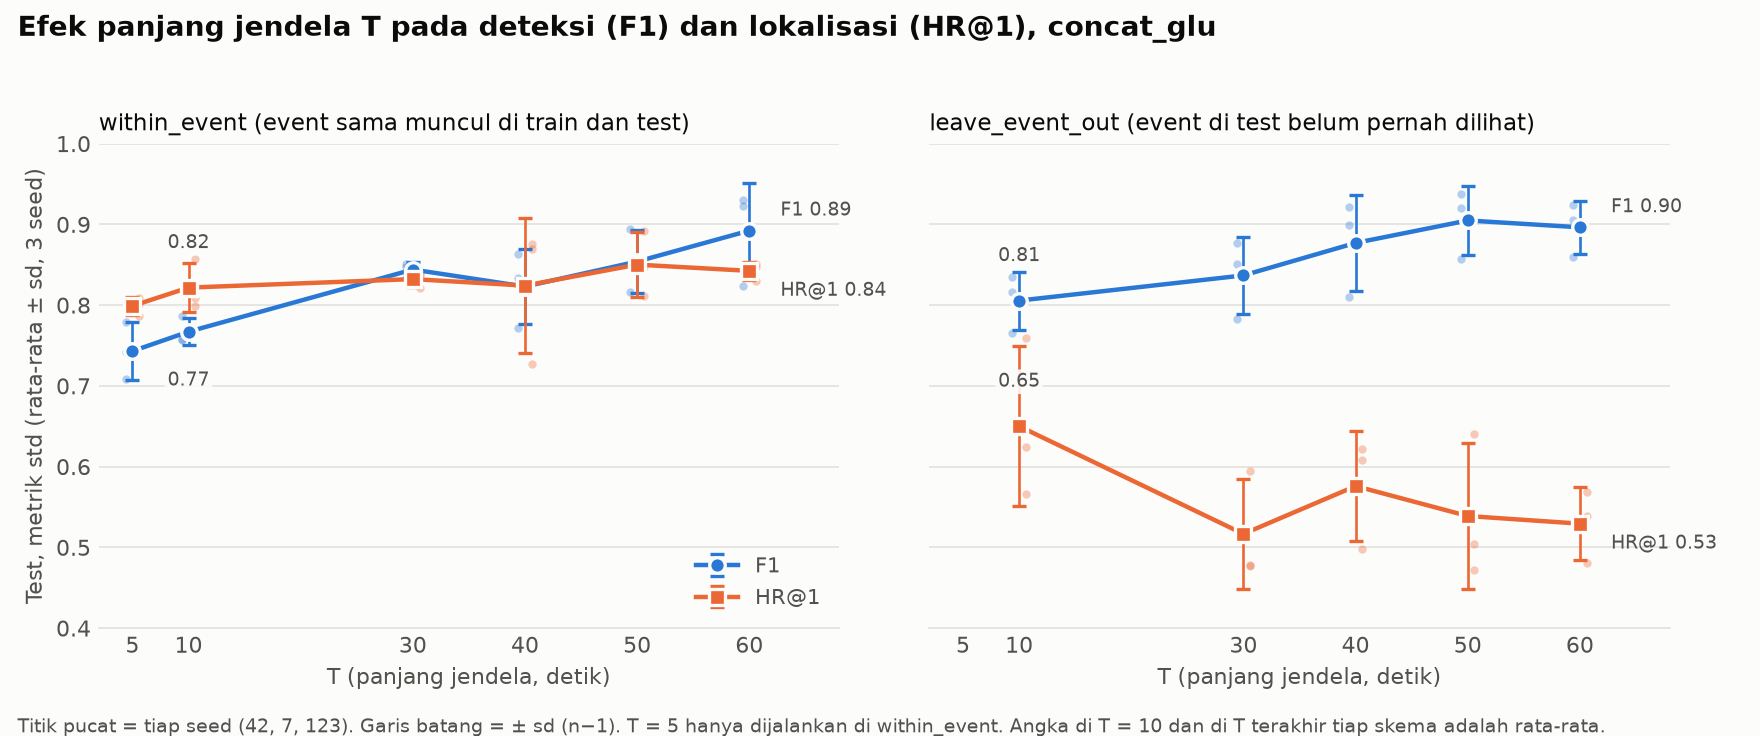 Efek panjang jendela T pada deteksi (F1) dan lokalisasi (HR@1), concat_glu
within_event (event sama muncul di train dan test)
Test, metrik std (rata-rata ± sd, 3 seed)
1.0
0.9
0.8
0.7
0.6
0.5
0.4
0.82
0.77
F1 0.89
HR@1 0.84
F1
HR@1
5
10
30
40
50
60
T (panjang jendela, detik)
leave_event_out (event di test belum pernah dilihat)
0.81
0.65
F1 0.90
HR@1 0.53
5
10
30
40
50
60
T (panjang jendela, detik)
Titik pucat = tiap seed (42, 7, 123). Garis batang = ± sd (n−1). T = 5 hanya dijalankan di within_event. Angka di T = 10 dan di T terakhir tiap skema adalah rata-rata.